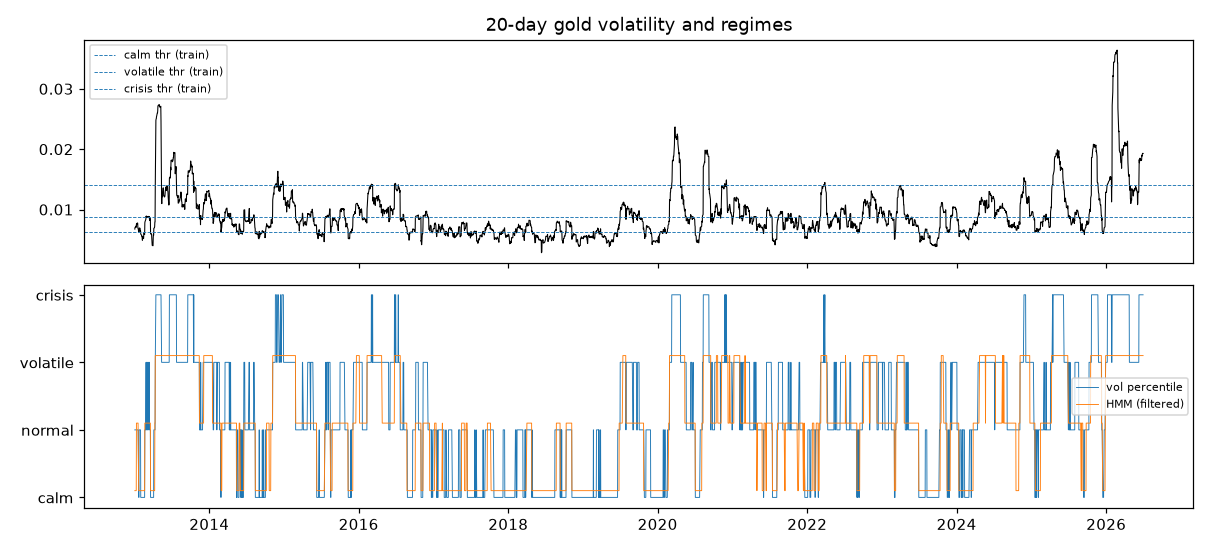 20-day gold volatility and regimes
calm thr (train)
volatile thr (train)
crisis thr (train)
0.03
0.02
0.01
crisis
volatile
normal
calm
vol percentile
HMM (filtered)
2014 2016 2018 2020 2022 2024 2026